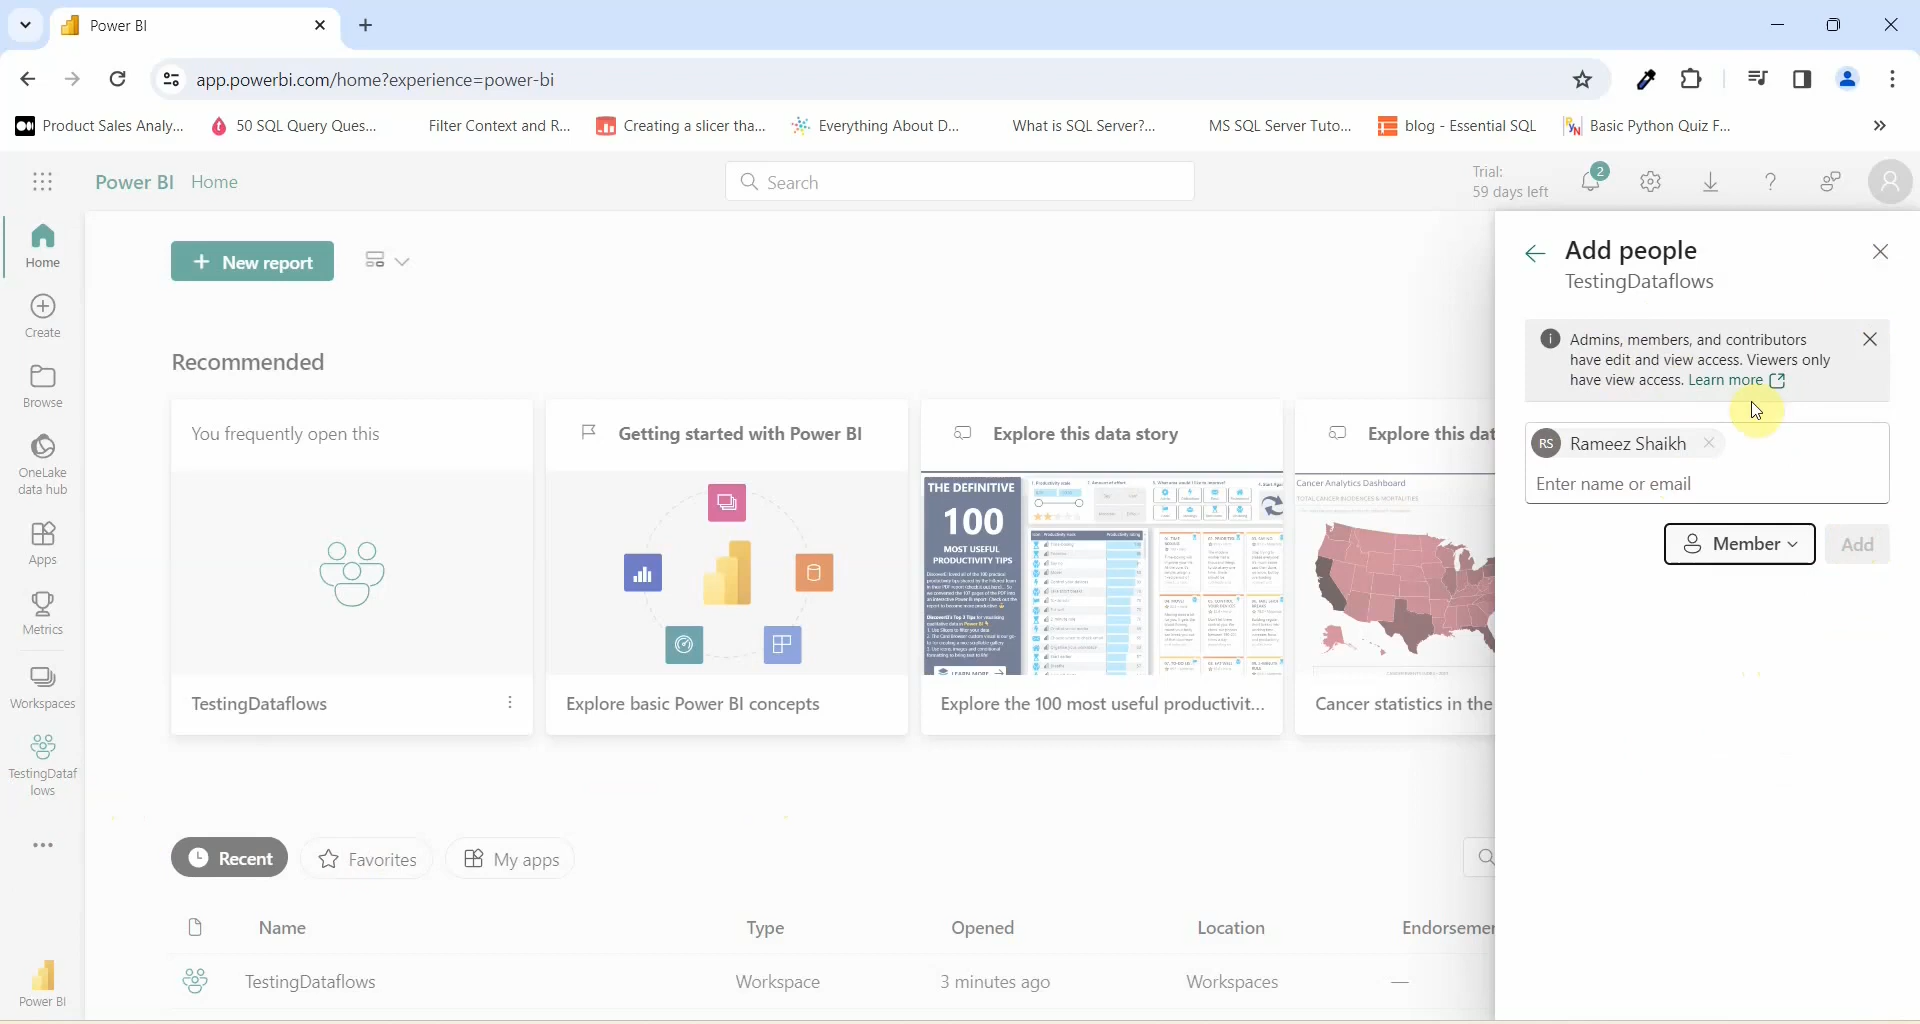 Power BI
app.powerbi.com/home?experience=power-bi
Product Sales Analy...
50 SQL Query Ques...
Filter Context and R...
Creating a slicer tha...
Everything About D...
What is SQL Server?...
MS SQL Server Tuto...
blog - Essential SQL
Basic Python Quiz F...
Power BI Home
Search
Trial:
59 days left
2
Home
Create
Browse
OneLake
data hub
Apps
Metrics
Workspaces
TestingDataf
lows
Power BI
New report
Recommended
You frequently open this
TestingDataflows
Getting started with Power BI
Explore basic Power BI concepts
Explore this data story
THE DEFINITIVE
100
MOST USEFUL
PRODUCTIVITY TIPS
LEARN MORE
Explore the 100 most useful productivit...
Explore this dat
Cancer Analytics Dashboard
Cancer statistics in the
Recent
Favorites
My apps
Name Type Opened Location Endorsemen
TestingDataflows Workspace 3 minutes ago Workspaces —
Add people
TestingDataflows
Admins, members, and contributors
have edit and view access. Viewers only
have view access. Learn more
RS Rameez Shaikh
Enter name or email
Member
Add